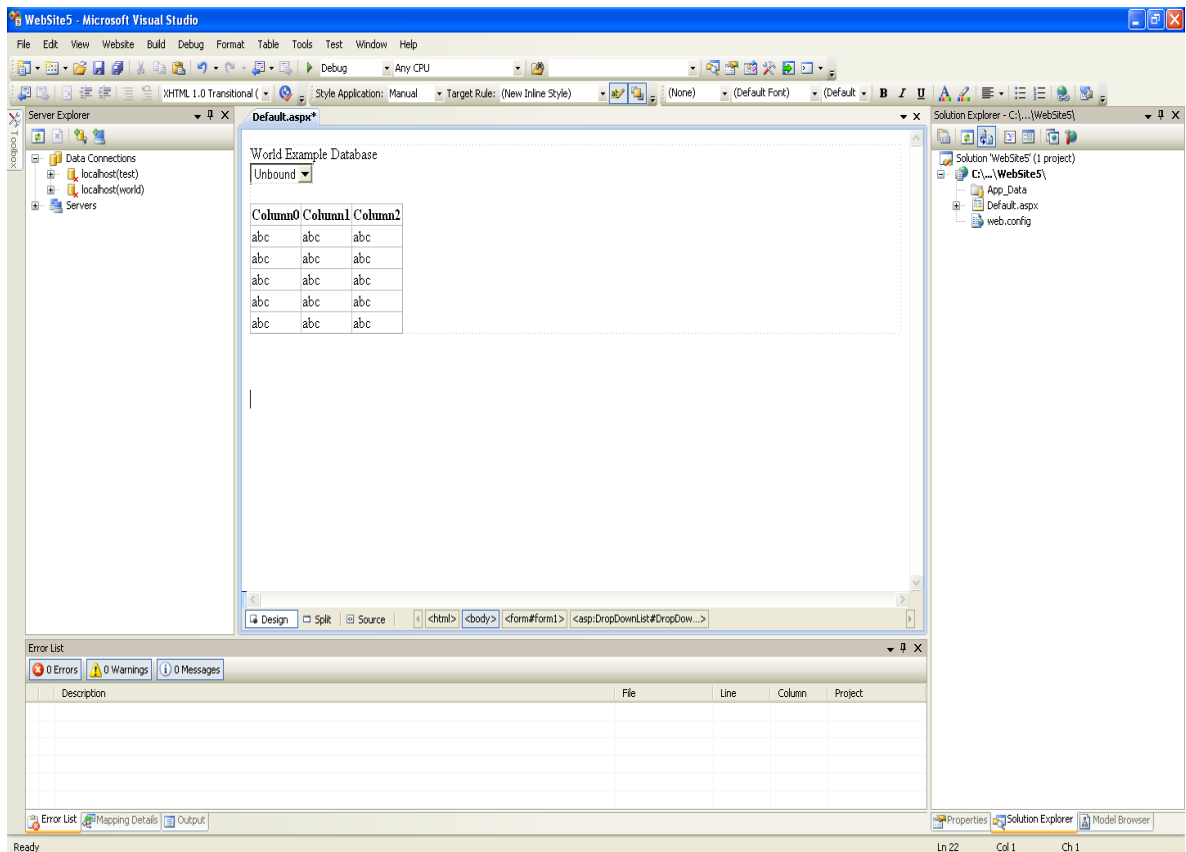 WebSite5 - Microsoft Visual Studio
File Edit View Website Build Debug Format Table Tools Test Window Help
Debug Any CPU
XHTML 1.0 Transitional ( Style Application: Manual Target Rule: (New Inline Style) (None) (Default Font) (Default B I U A
Toolbox
Server Explorer
Data Connections
localhost(test)
localhost(world)
Servers
Default.aspx*
World Example Database
Unbound
Column0 Column1 Column2
abc abc abc
abc abc abc
abc abc abc
abc abc abc
abc abc abc
Design Split Source <html> <body> <form#form1> <asp:DropDownList#DropDow...>
Solution Explorer - C:\...\WebSite5\
Solution 'WebSite5' (1 project)
C:\...\WebSite5\
App_Data
Default.aspx
web.config
Error List
0 Errors 0 Warnings 0 Messages
Description File Line Column Project
Error List Mapping Details Output
Properties Solution Explorer Model Browser
Ready Ln 22 Col 1 Ch 1